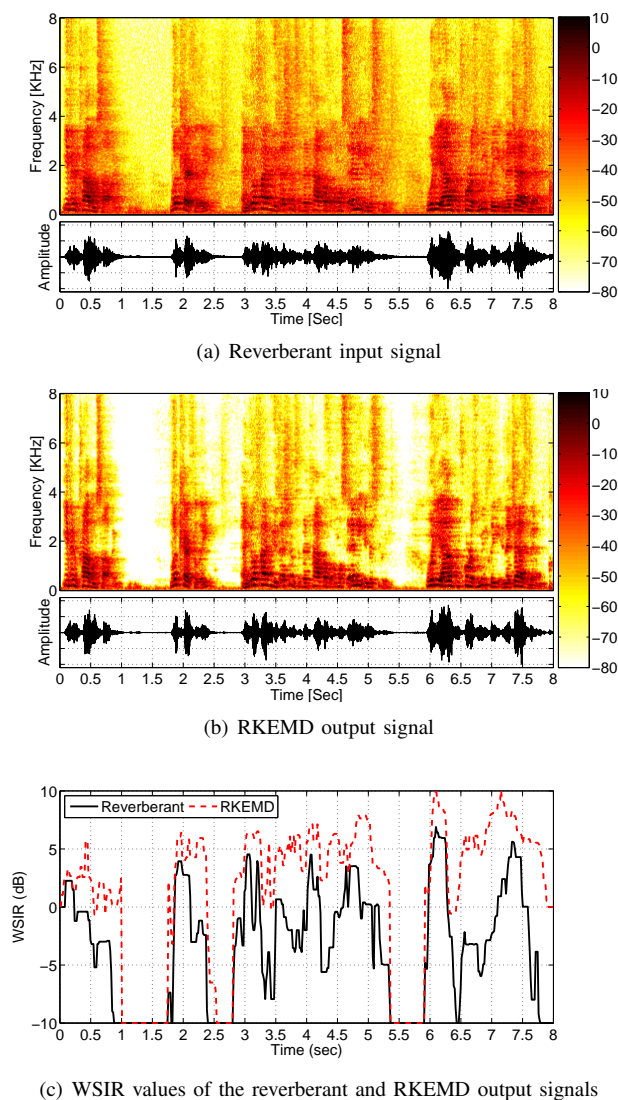 8
6
4
2
0
Frequency [KHz]
10
0
−10
−20
−30
−40
−50
−60
−70
−80
Amplitude
0 0.5 1 1.5 2 2.5 3 3.5 4 4.5 5 5.5 6 6.5 7 7.5 8
Time [Sec]
(a) Reverberant input signal
8
6
4
2
0
Frequency [KHz]
10
0
−10
−20
−30
−40
−50
−60
−70
−80
Amplitude
0 0.5 1 1.5 2 2.5 3 3.5 4 4.5 5 5.5 6 6.5 7 7.5 8
Time [Sec]
(b) RKEMD output signal
10
5
0
−5
−10
WSIR (dB)
Reverberant RKEMD
0 0.5 1 1.5 2 2.5 3 3.5 4 4.5 5 5.5 6 6.5 7 7.5 8
Time (sec)
(c) WSIR values of the reverberant and RKEMD output signals